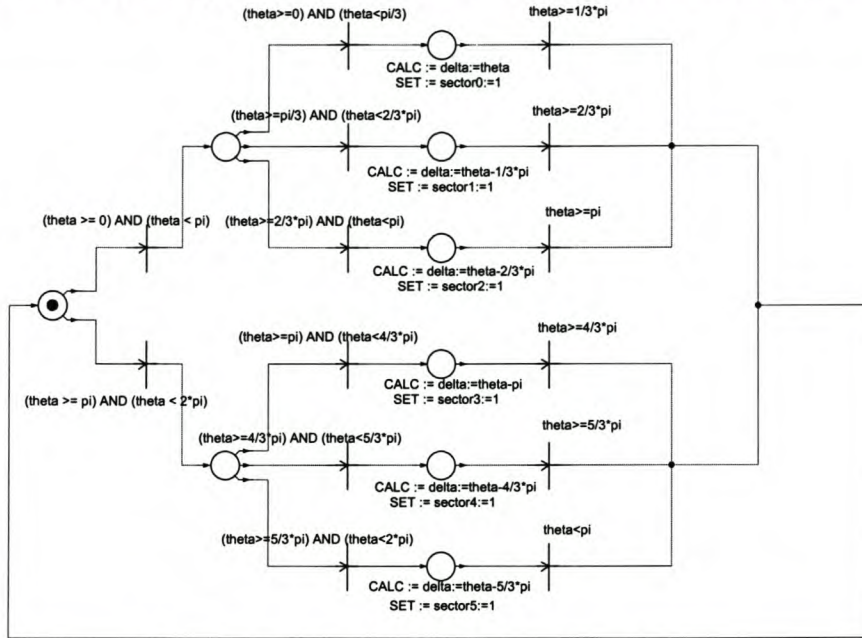 (theta>=0) AND (theta<pi/3)
theta>=1/3*pi
CALC := delta:=theta
SET := sector0:=1
(theta>=pi/3) AND (theta<2/3*pi)
theta>=2/3*pi
CALC := delta:=theta-1/3*pi
SET := sector1:=1
(theta >= 0) AND (theta < pi)
(theta>=2/3*pi) AND (theta<pi)
theta>=pi
CALC := delta:=theta-2/3*pi
SET := sector2:=1
(theta>=pi) AND (theta<4/3*pi)
theta>=4/3*pi
CALC := delta:=theta-pi
SET := sector3:=1
(theta >= pi) AND (theta < 2*pi)
(theta>=4/3*pi) AND (theta<5/3*pi)
theta>=5/3*pi
CALC := delta:=theta-4/3*pi
SET := sector4:=1
(theta>=5/3*pi) AND (theta<2*pi)
theta<pi
CALC := delta:=theta-5/3*pi
SET := sector5:=1